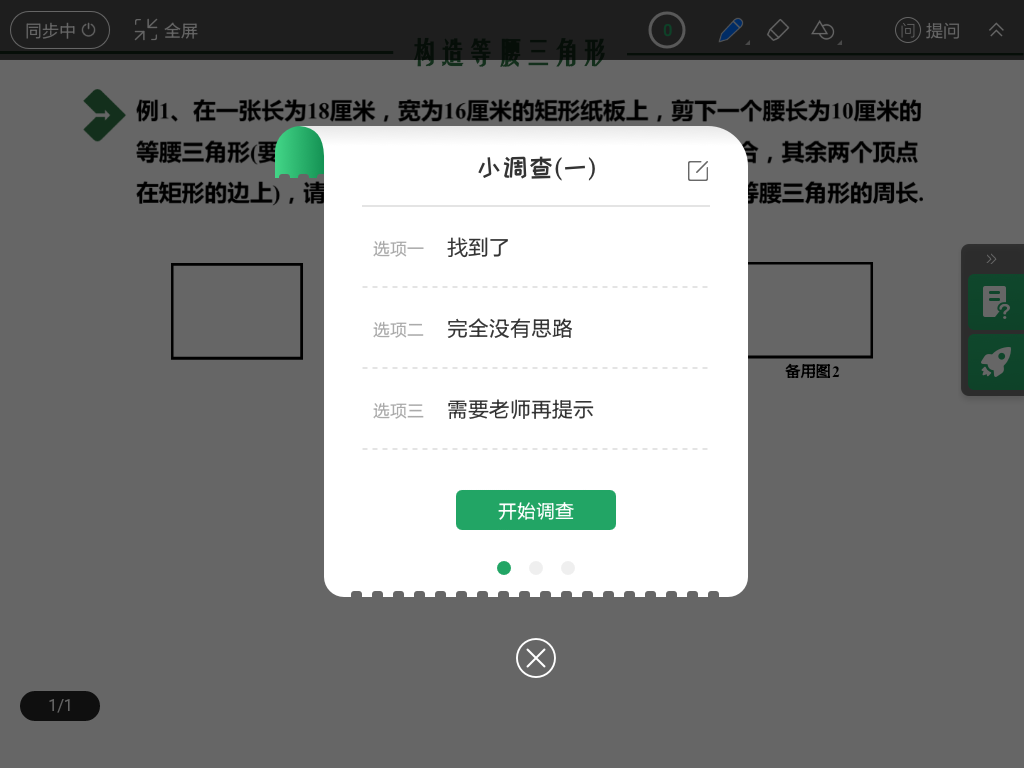 同步中 全屏 0 问 提问
构造等腰三角形
例1、在一张长为18厘米，宽为16厘米的矩形纸板上，剪下一个腰长为10厘米的
等腰三角形(要 合，其余两个顶点
在矩形的边上)，请 等腰三角形的周长.
小调查(一)
选项一 找到了
选项二 完全没有思路
选项三 需要老师再提示
开始调查
备用图2
1/1